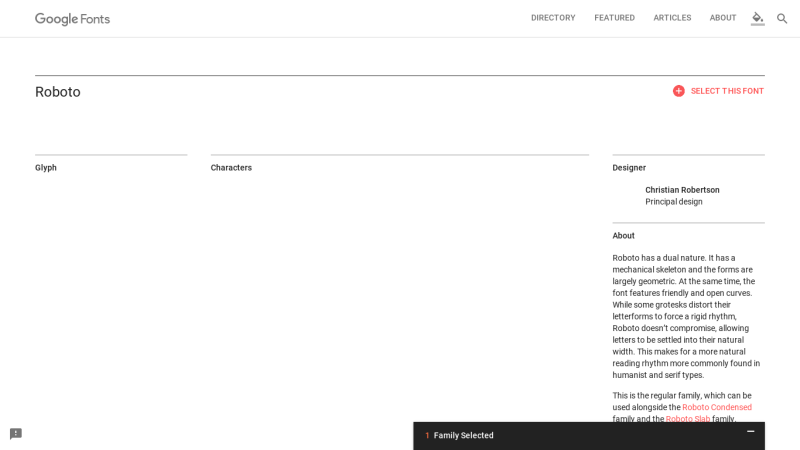 Google Fonts
DIRECTORY
FEATURED
ARTICLES
ABOUT
Roboto
SELECT THIS FONT
Glyph
Characters
Designer
Christian Robertson
Principal design
About
Roboto has a dual nature. It has a
mechanical skeleton and the forms are
largely geometric. At the same time, the
font features friendly and open curves.
While some grotesks distort their
letterforms to force a rigid rhythm,
Roboto doesn’t compromise, allowing
letters to be settled into their natural
width. This makes for a more natural
reading rhythm more commonly found in
humanist and serif types.
This is the regular family, which can be
used alongside the Roboto Condensed
family and the Roboto Slab family.
1 Family Selected